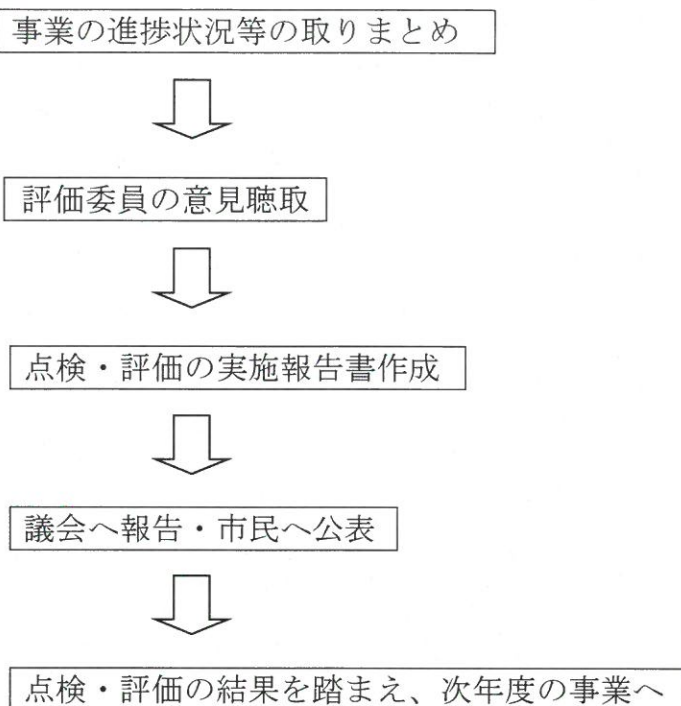 事業の進捗状況等の取りまとめ
評価委員の意見聴取
点検・評価の実施報告書作成
議会へ報告・市民へ公表
点検・評価の結果を踏まえ、次年度の事業へ